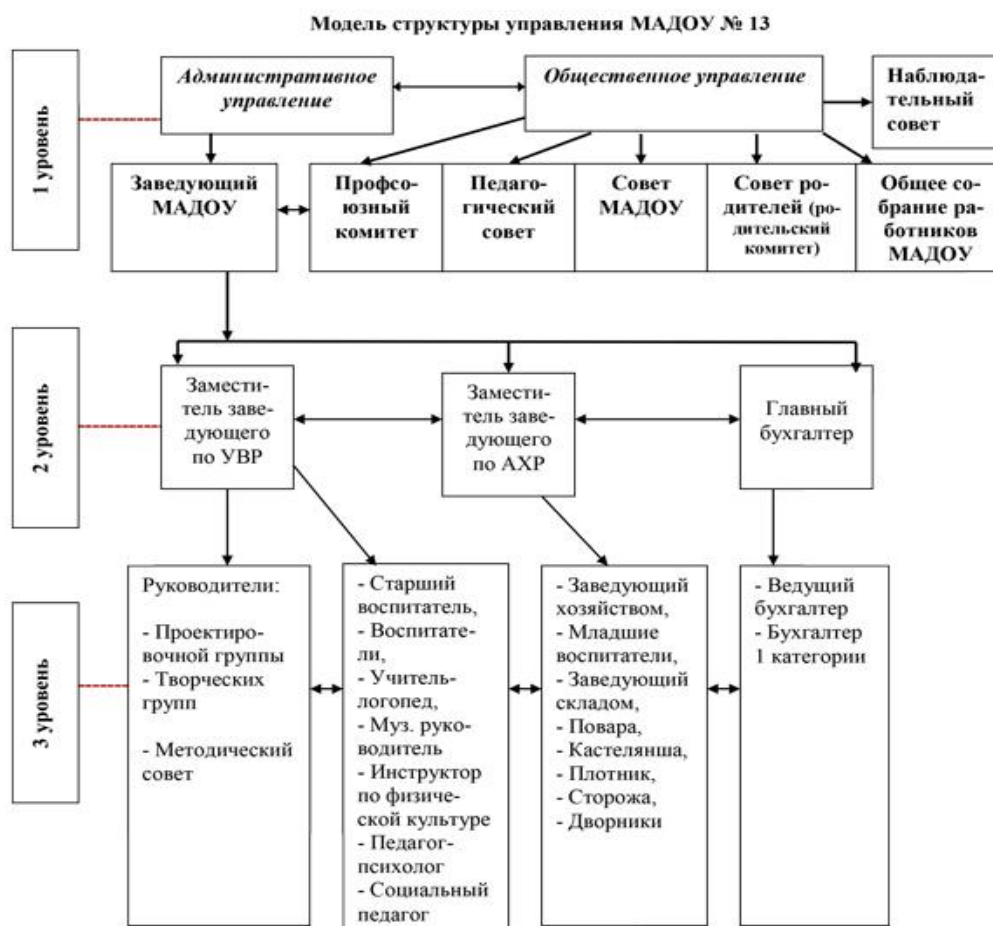 Модель структуры управления МАДОУ № 13
1 уровень
Административное
управление
Общественное управление
Наблюда-
тельный
совет
Заведующий
МАДОУ
Профсо-
юзный
комитет
Педаго-
гический
совет
Совет
МАДОУ
Совет ро-
дителей (ро-
дительский
комитет)
Общее со-
брание ра-
ботников
МАДОУ
2 уровень
Замести-
тель заве-
дующего
по УВР
Замести-
тель заве-
дующего
по АХР
Главный
бухгалтер
3 уровень
Руководители:
- Проектиро-
вочной группы
- Творческих
групп
- Методический
совет
- Старший
воспитатель,
- Воспитате-
ли,
- Учитель-
логопед,
- Муз. руко-
водитель
- Инструктор
по физиче-
ской культуре
- Педагог-
психолог
- Социальный
педагог
- Заведующий
хозяйством,
- Младшие
воспитатели,
- Заведующий
складом,
- Повара,
- Кастелянша,
- Плотник,
- Сторожа,
- Дворники
- Ведущий
бухгалтер
- Бухгалтер
1 категории